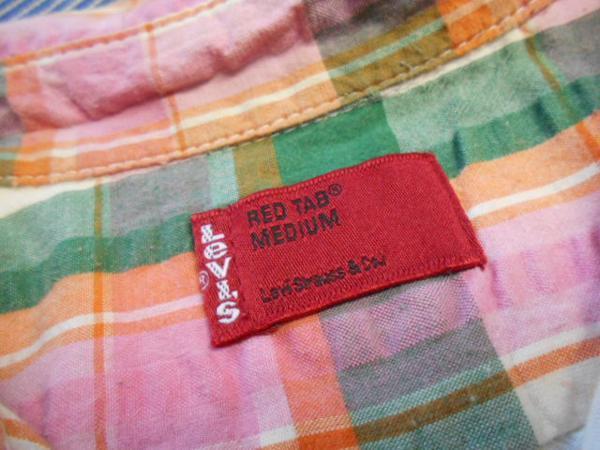 LEVI'S
®
RED TAB®
MEDIUM
Levi Strauss & Co.